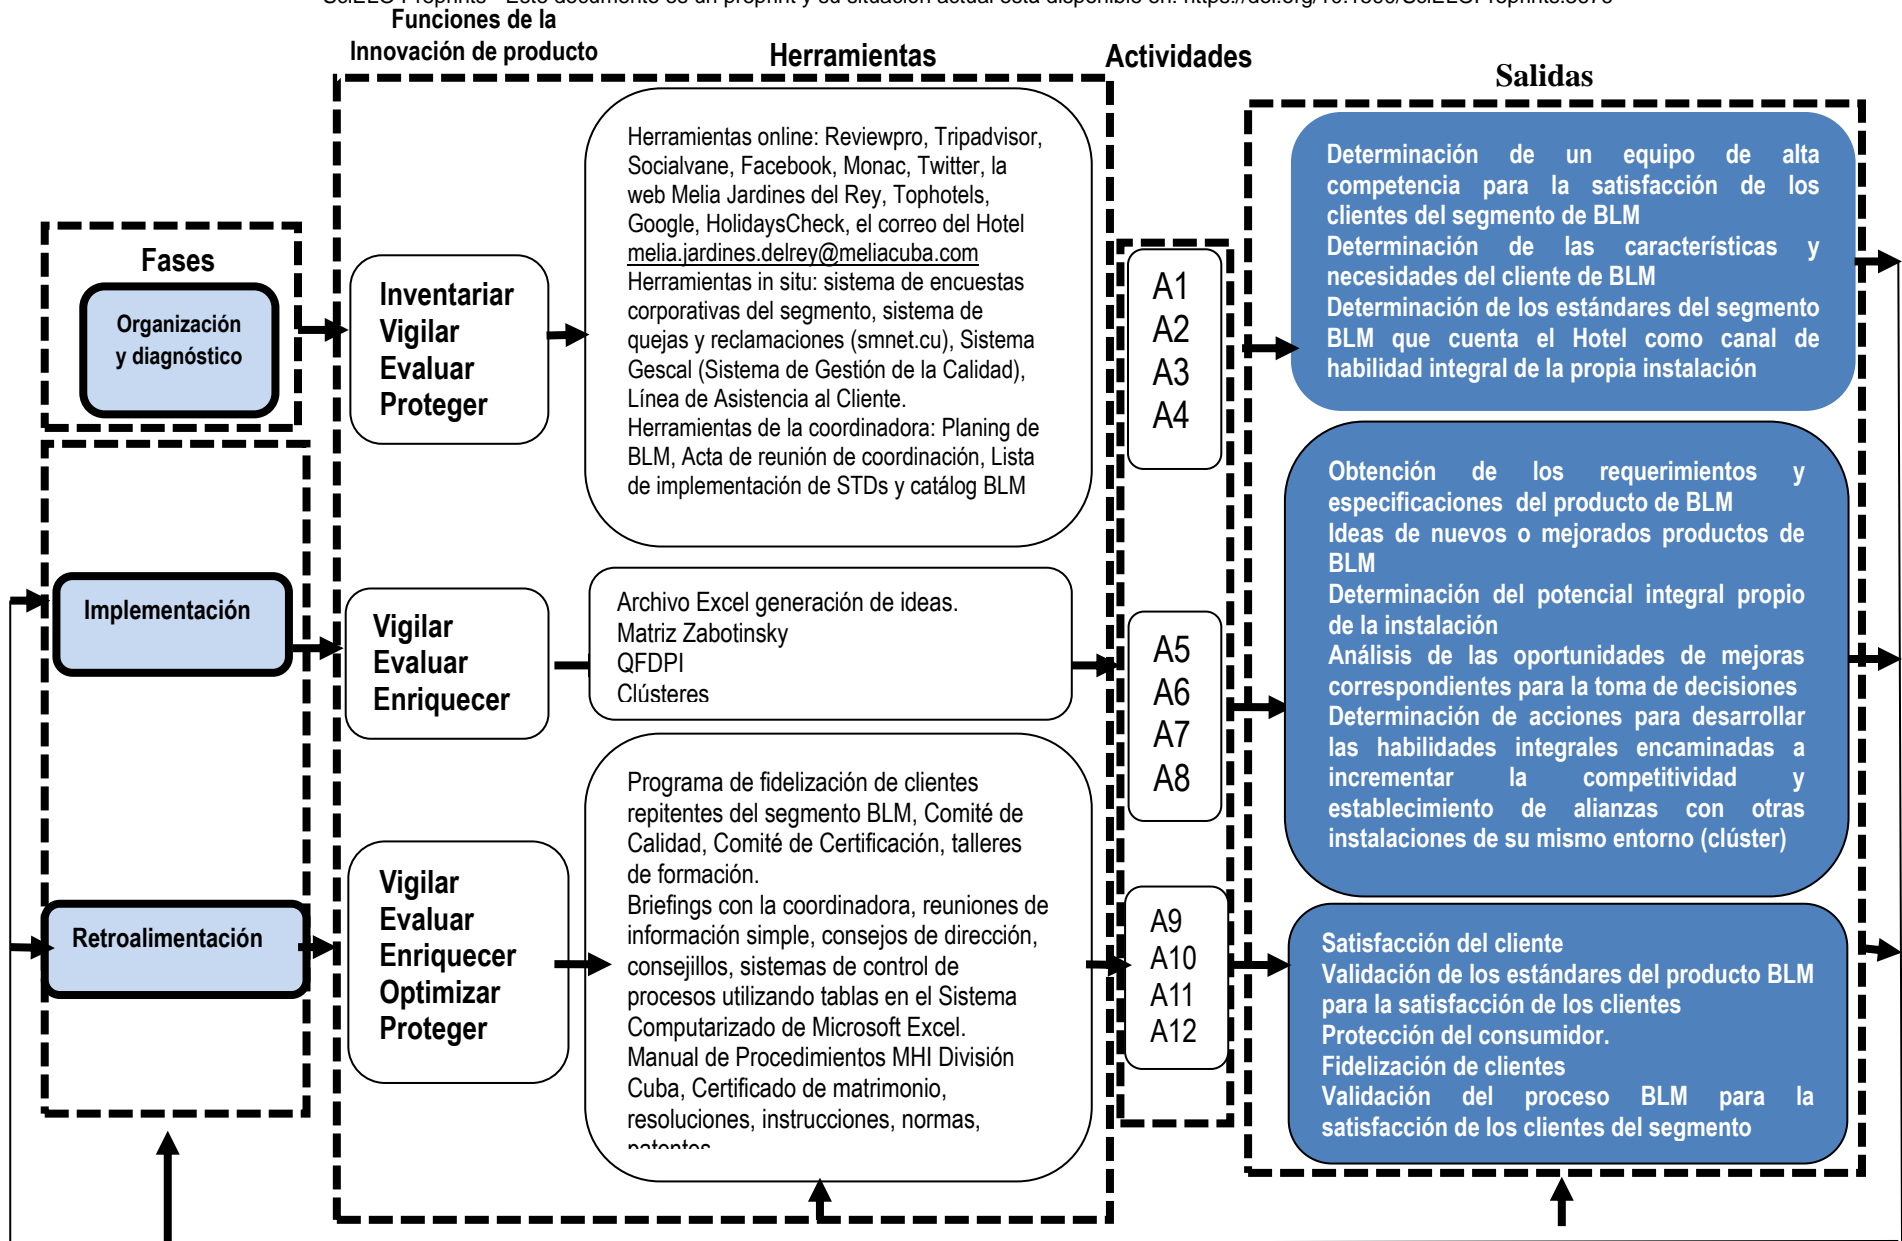 Funciones de la
Innovación de producto
Herramientas
Actividades
Salidas
Fases
Organización
y diagnóstico
Inventariar
Vigilar
Evaluar
Proteger
Herramientas online: Reviewpro, Tripadvisor,
Socialvane, Facebook, Monac, Twitter, la
web Melia Jardines del Rey, Tophotels,
Google, HolidaysCheck, el correo del Hotel
melia.jardines.delrey@meliacuba.com
Herramientas in situ: sistema de encuestas
corporativas del segmento, sistema de
quejas y reclamaciones (smnet.cu), Sistema
Gescal (Sistema de Gestión de la Calidad),
Línea de Asistencia al Cliente.
Herramientas de la coordinadora: Planing de
BLM, Acta de reunión de coordinación, Lista
de implementación de STDs y catálog BLM
A1
A2
A3
A4
Determinación de un equipo de alta
competencia para la satisfacción de los
clientes del segmento de BLM
Determinación de las características y
necesidades del cliente de BLM
Determinación de los estándares del segmento
BLM que cuenta el Hotel como canal de
habilidad integral de la propia instalación
Implementación
Vigilar
Evaluar
Enriquecer
Archivo Excel generación de ideas.
Matriz Zabotinsky
QFDPI
Clústeres
A5
A6
A7
A8
Obtención de los requerimientos y
especificaciones del producto de BLM
Ideas de nuevos o mejorados productos de
BLM
Determinación del potencial integral propio
de la instalación
Análisis de las oportunidades de mejoras
correspondientes para la toma de decisiones
Determinación de acciones para desarrollar
las habilidades integrales encaminadas a
incrementar la competitividad y
establecimiento de alianzas con otras
instalaciones de su mismo entorno (clúster)
Retroalimentación
Vigilar
Evaluar
Enriquecer
Optimizar
Proteger
Programa de fidelización de clientes
repitentes del segmento BLM, Comité de
Calidad, Comité de Certificación, talleres
de formación.
Briefings con la coordinadora, reuniones de
información simple, consejos de dirección,
consejillos, sistemas de control de
procesos utilizando tablas en el Sistema
Computarizado de Microsoft Excel.
Manual de Procedimientos MHI División
Cuba, Certificado de matrimonio,
resoluciones, instrucciones, normas,
A9
A10
A11
A12
Satisfacción del cliente
Validación de los estándares del producto BLM
para la satisfacción de los clientes
Protección del consumidor.
Fidelización de clientes
Validación del proceso BLM para la
satisfacción de los clientes del segmento